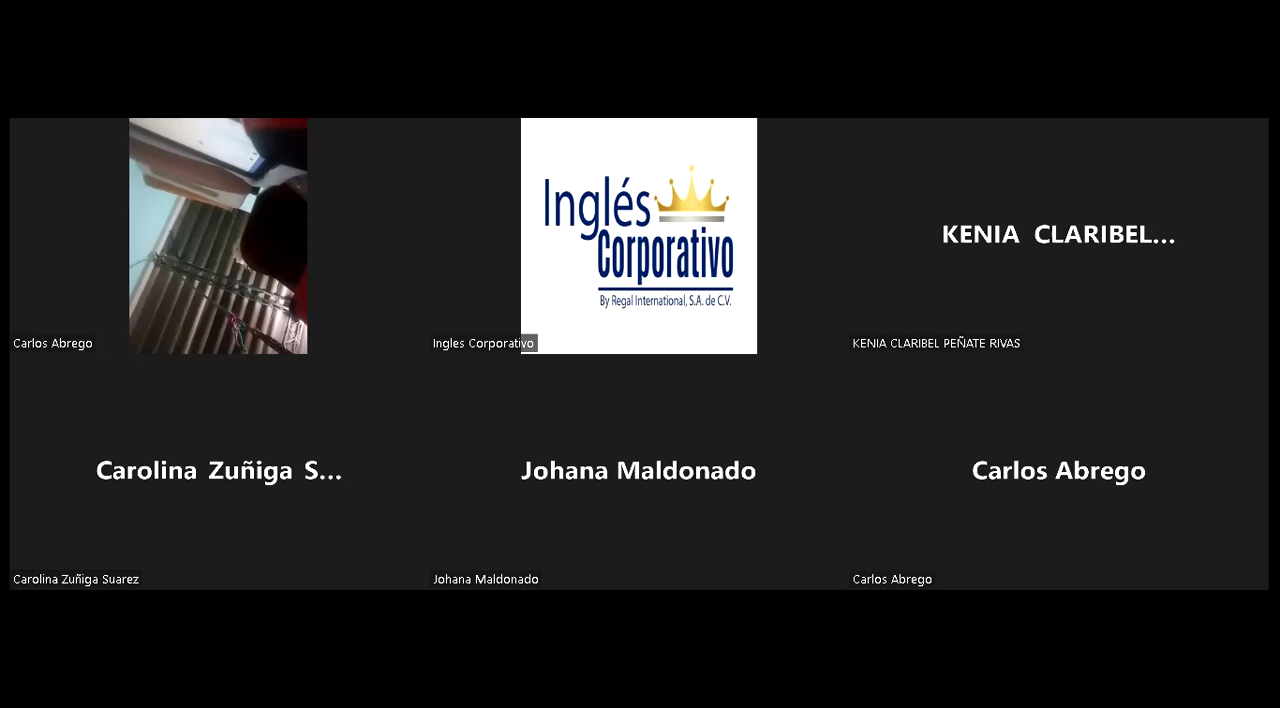 Inglés
Corporativo
By Regal International, S.A. de C.V.
KENIA CLARIBEL...
Carlos Abrego
Ingles Corporativo
KENIA CLARIBEL PEÑATE RIVAS
Carolina Zuñiga S...
Johana Maldonado
Carlos Abrego
Carolina Zuñiga Suarez
Johana Maldonado
Carlos Abrego